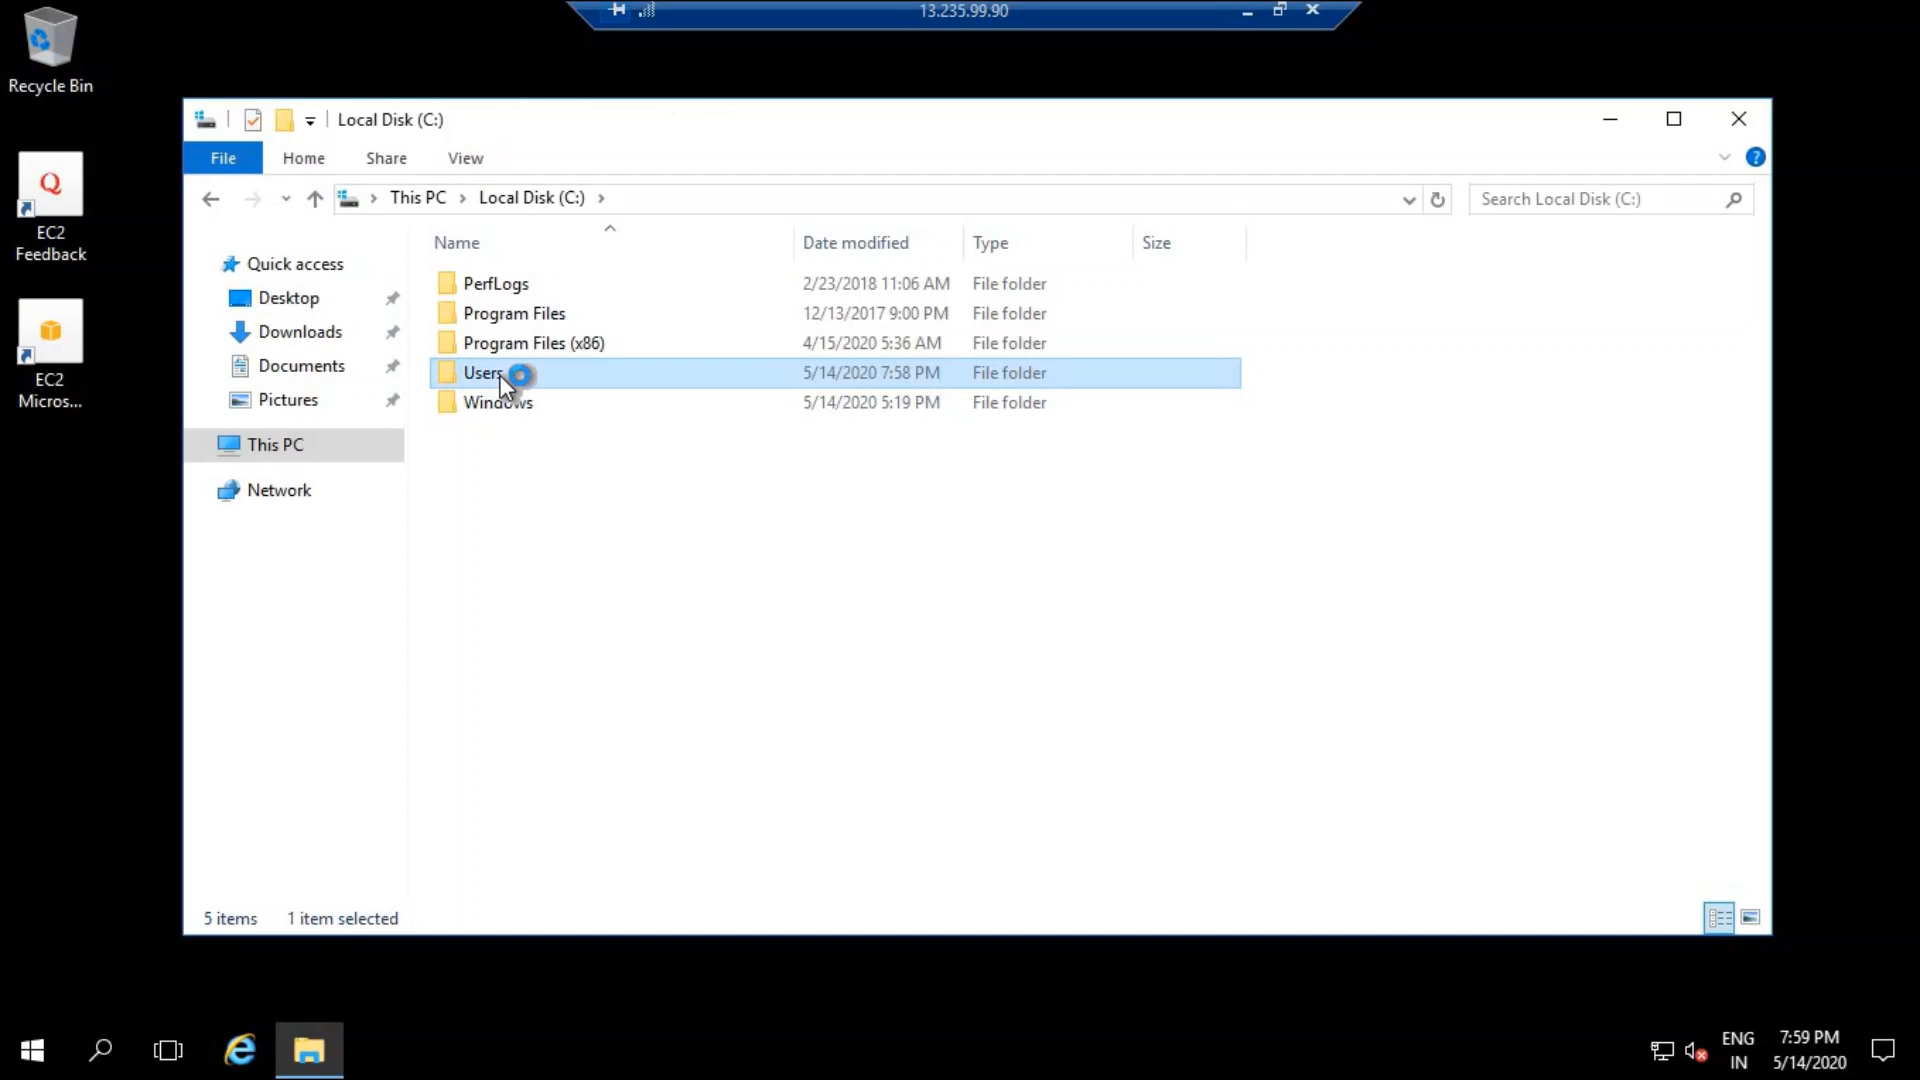 13.235.99.90
Recycle Bin
EC2
Feedback
EC2
Micros...
Local Disk (C:)
File Home Share View
This PC Local Disk (C:)
Search Local Disk (C:)
Name Date modified Type Size
Quick access
Desktop
Downloads
Documents
Pictures
This PC
Network
PerfLogs 2/23/2018 11:06 AM File folder
Program Files 12/13/2017 9:00 PM File folder
Program Files (x86) 4/15/2020 5:36 AM File folder
Users 5/14/2020 7:58 PM File folder
Windows 5/14/2020 5:19 PM File folder
5 items 1 item selected
ENG
IN
7:59 PM
5/14/2020